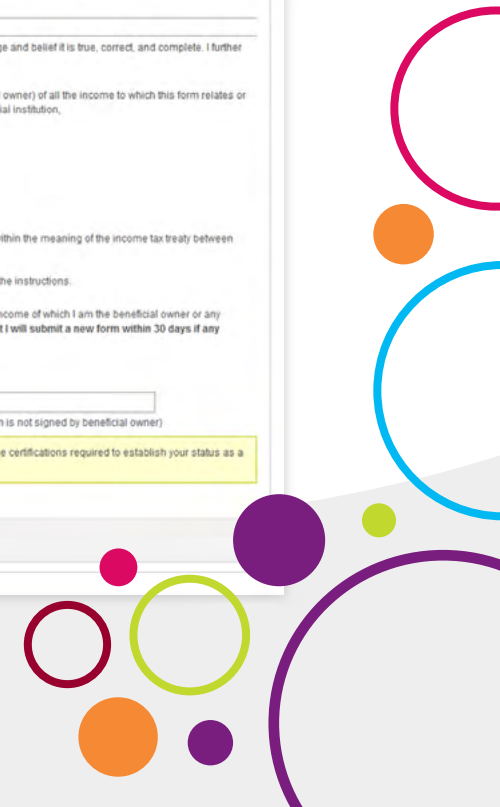 ge and belief it is true, correct, and complete. I further
owner) of all the income to which this form relates or
ial institution,
ithin the meaning of the income tax treaty between
he instructions.
ncome of which I am the beneficial owner or any
t I will submit a new form within 30 days if any
n is not signed by beneficial owner)
e certifications required to establish your status as a